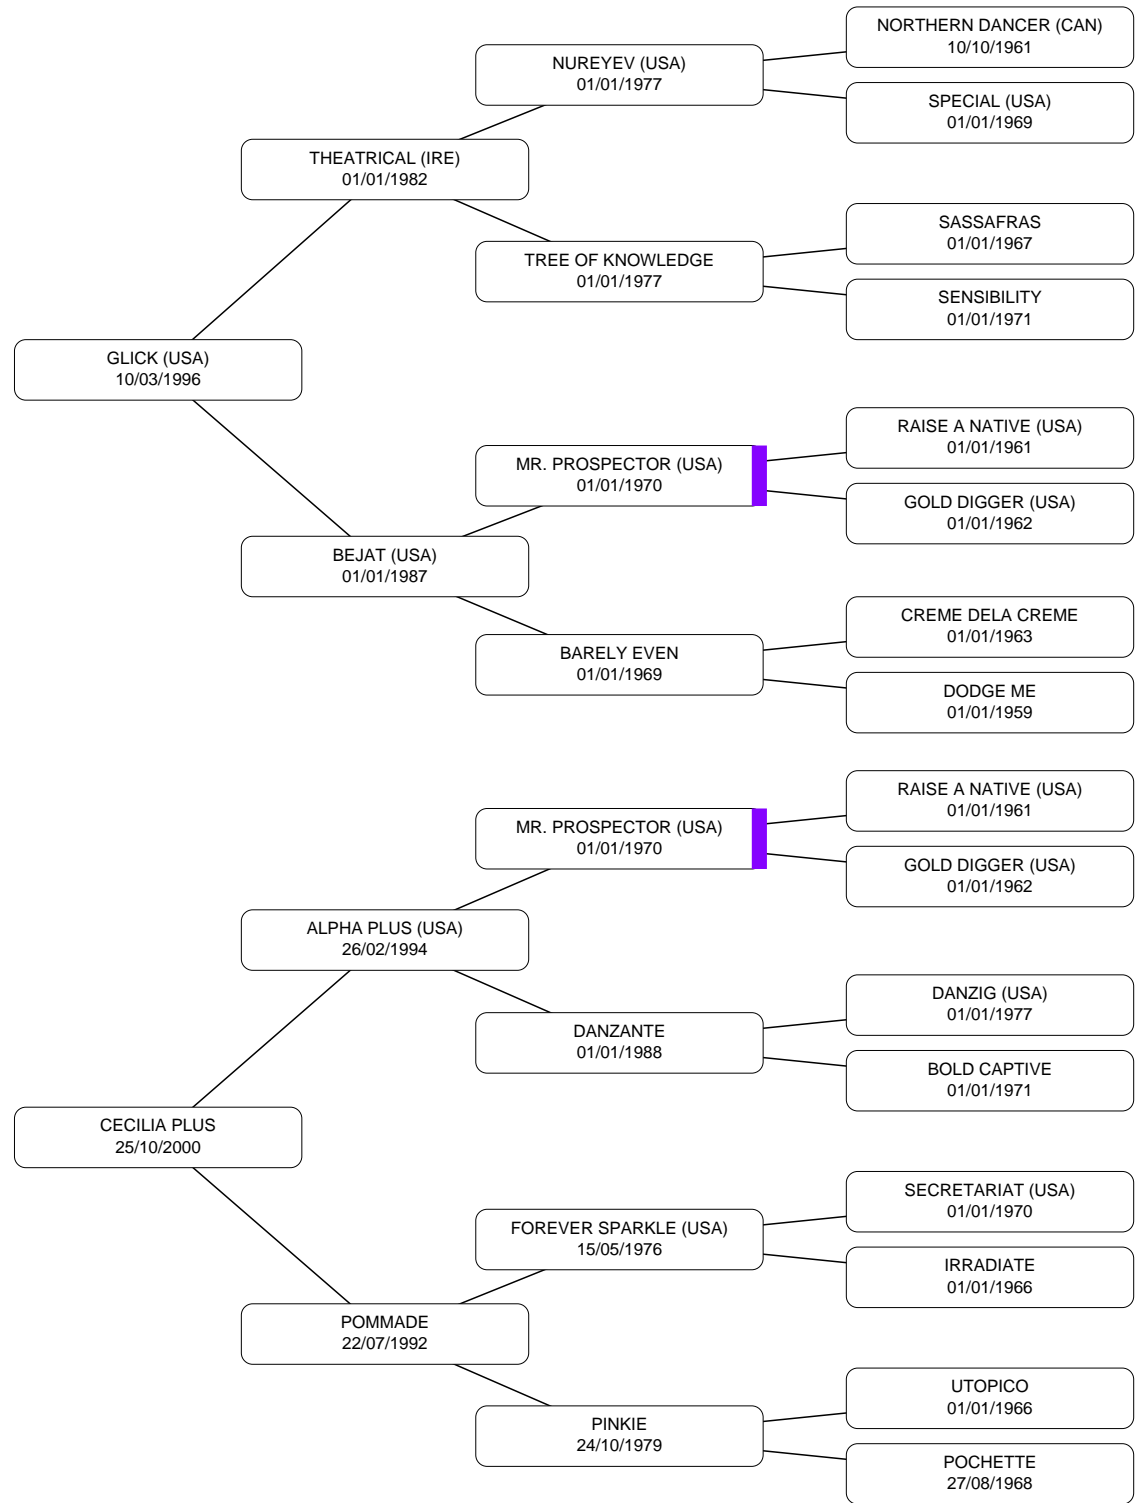 NORTHERN DANCER (CAN)
10/10/1961
NUREYEV (USA)
01/01/1977
SPECIAL (USA)
01/01/1969
THEATRICAL (IRE)
01/01/1982
SASSAFRAS
01/01/1967
TREE OF KNOWLEDGE
01/01/1977
SENSIBILITY
01/01/1971
GLICK (USA)
10/03/1996
RAISE A NATIVE (USA)
01/01/1961
MR. PROSPECTOR (USA)
01/01/1970
GOLD DIGGER (USA)
01/01/1962
BEJAT (USA)
01/01/1987
CREME DELA CREME
01/01/1963
BARELY EVEN
01/01/1969
DODGE ME
01/01/1959
RAISE A NATIVE (USA)
01/01/1961
MR. PROSPECTOR (USA)
01/01/1970
GOLD DIGGER (USA)
01/01/1962
ALPHA PLUS (USA)
26/02/1994
DANZIG (USA)
01/01/1977
DANZANTE
01/01/1988
BOLD CAPTIVE
01/01/1971
CECILIA PLUS
25/10/2000
SECRETARIAT (USA)
01/01/1970
FOREVER SPARKLE (USA)
15/05/1976
IRRADIATE
01/01/1966
POMMADE
22/07/1992
UTOPICO
01/01/1966
PINKIE
24/10/1979
POCHETTE
27/08/1968